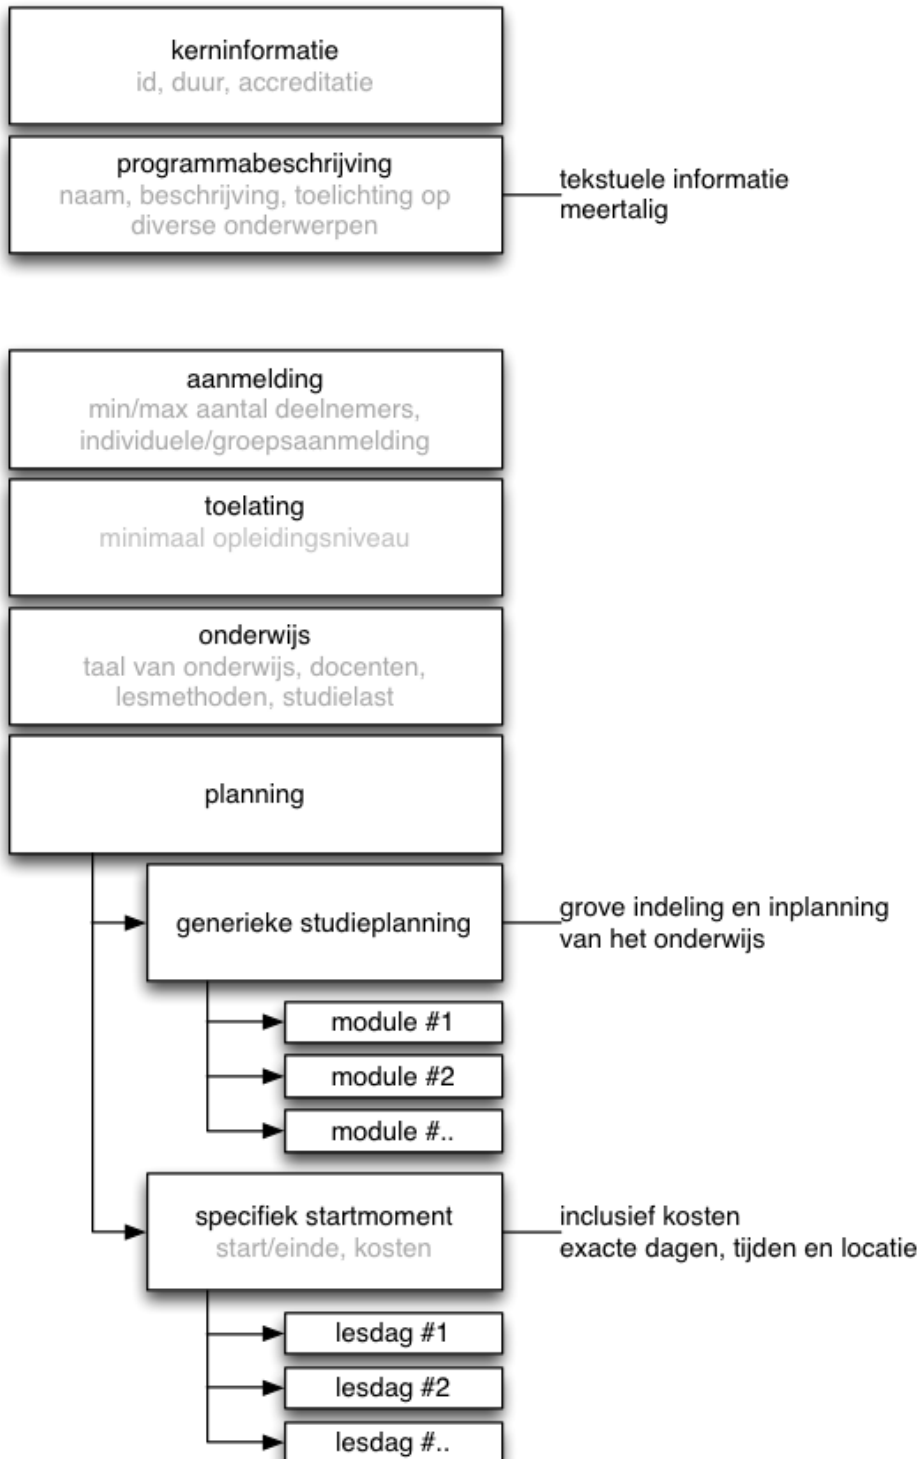 kerninformatie
id, duur, accreditatie
programmabeschrijving
naam, beschrijving, toelichting op
diverse onderwerpen
tekstuele informatie
meertalig
aanmelding
min/max aantal deelnemers,
individuele/groepsaanmelding
toelating
minimaal opleidingsniveau
onderwijs
taal van onderwijs, docenten,
lesmethoden, studielast
planning
generieke studieplanning
grove indeling en inplanning
van het onderwijs
module #1
module #2
module #..
specifiek startmoment
start/einde, kosten
inclusief kosten
exacte dagen, tijden en locatie
lesdag #1
lesdag #2
lesdag #..